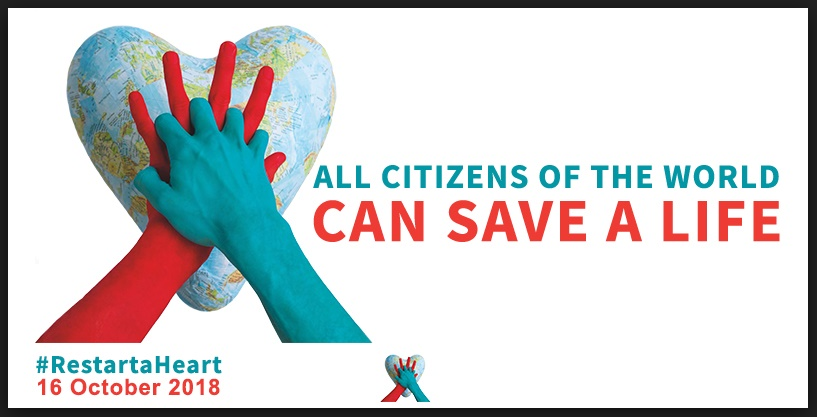 ALL CITIZENS OF THE WORLD
CAN SAVE A LIFE
#RestartaHeart
16 October 2018